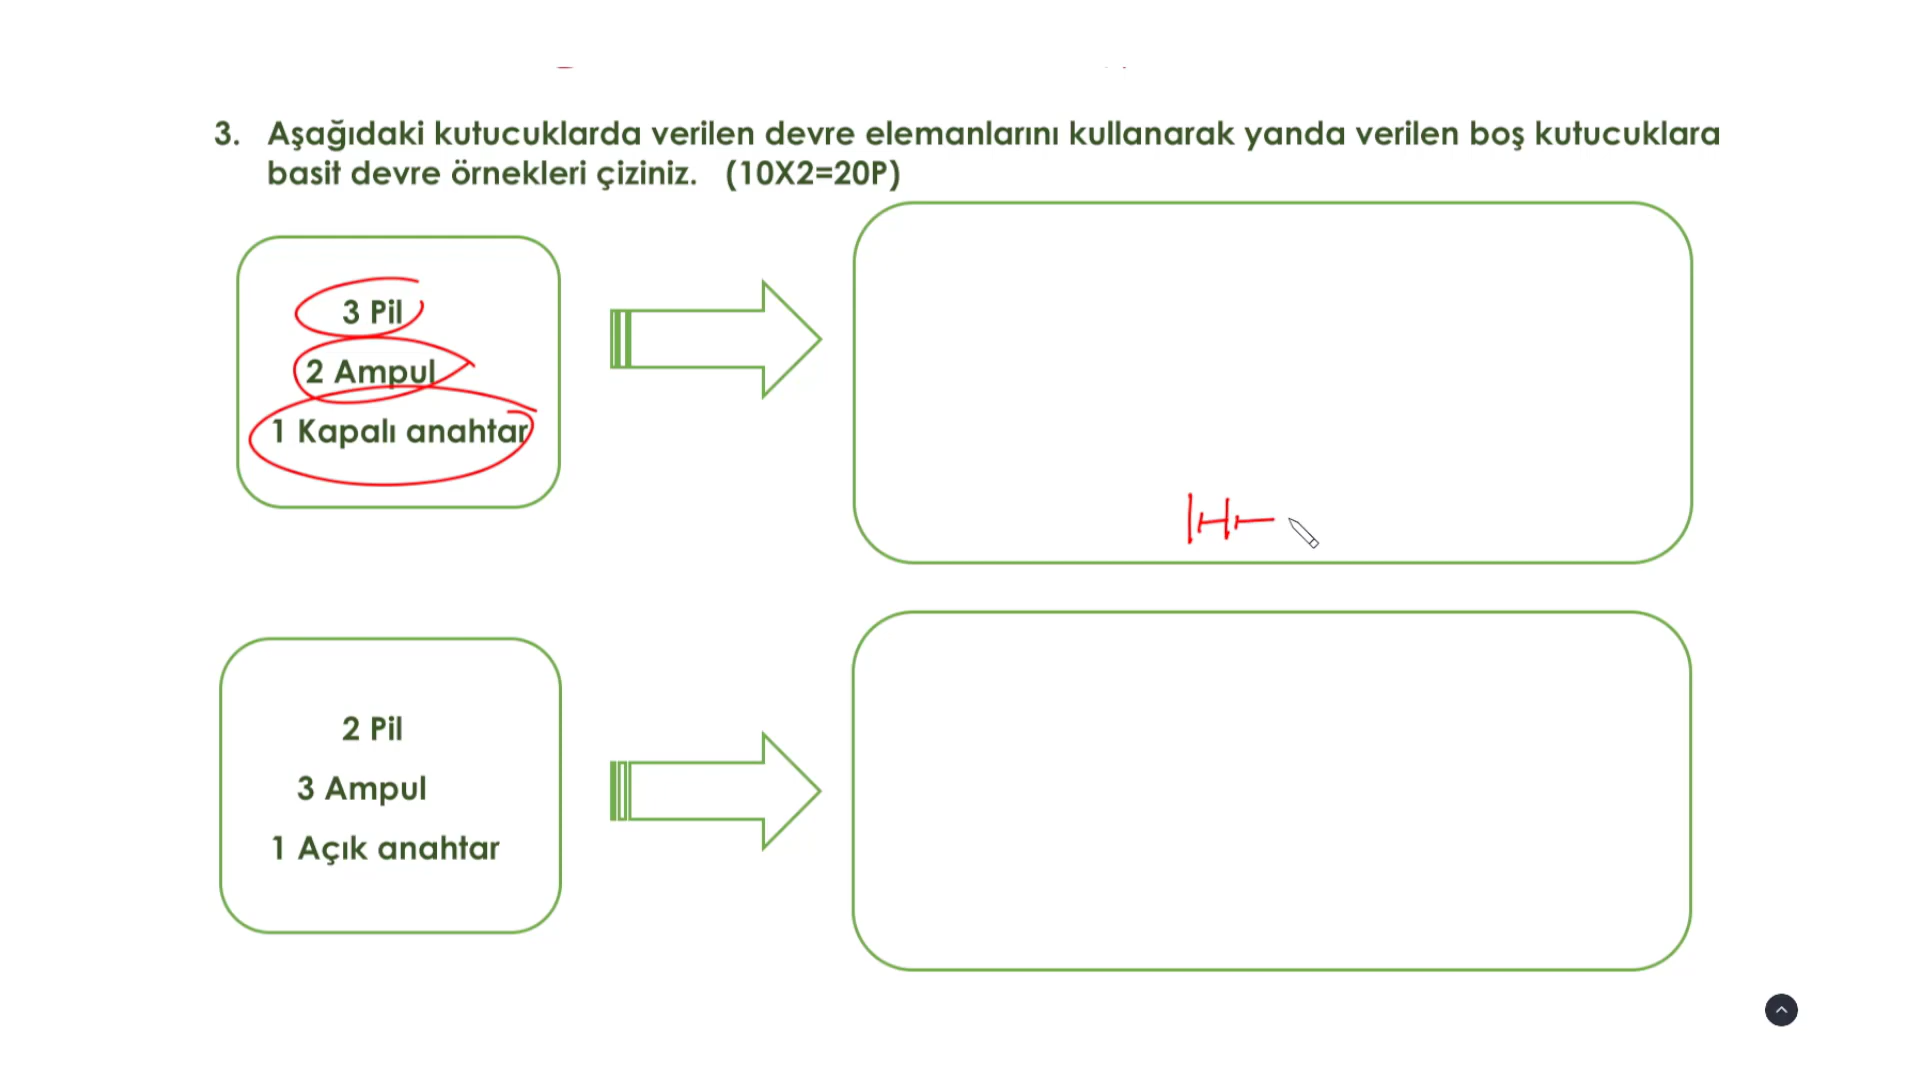 3. Aşağıdaki kutucuklarda verilen devre elemanlarını kullanarak yanda verilen boş kutucuklara
basit devre örnekleri çiziniz. (10X2=20P)
3 Pil
2 Ampul
1 Kapalı anahtar
2 Pil
3 Ampul
1 Açık anahtar